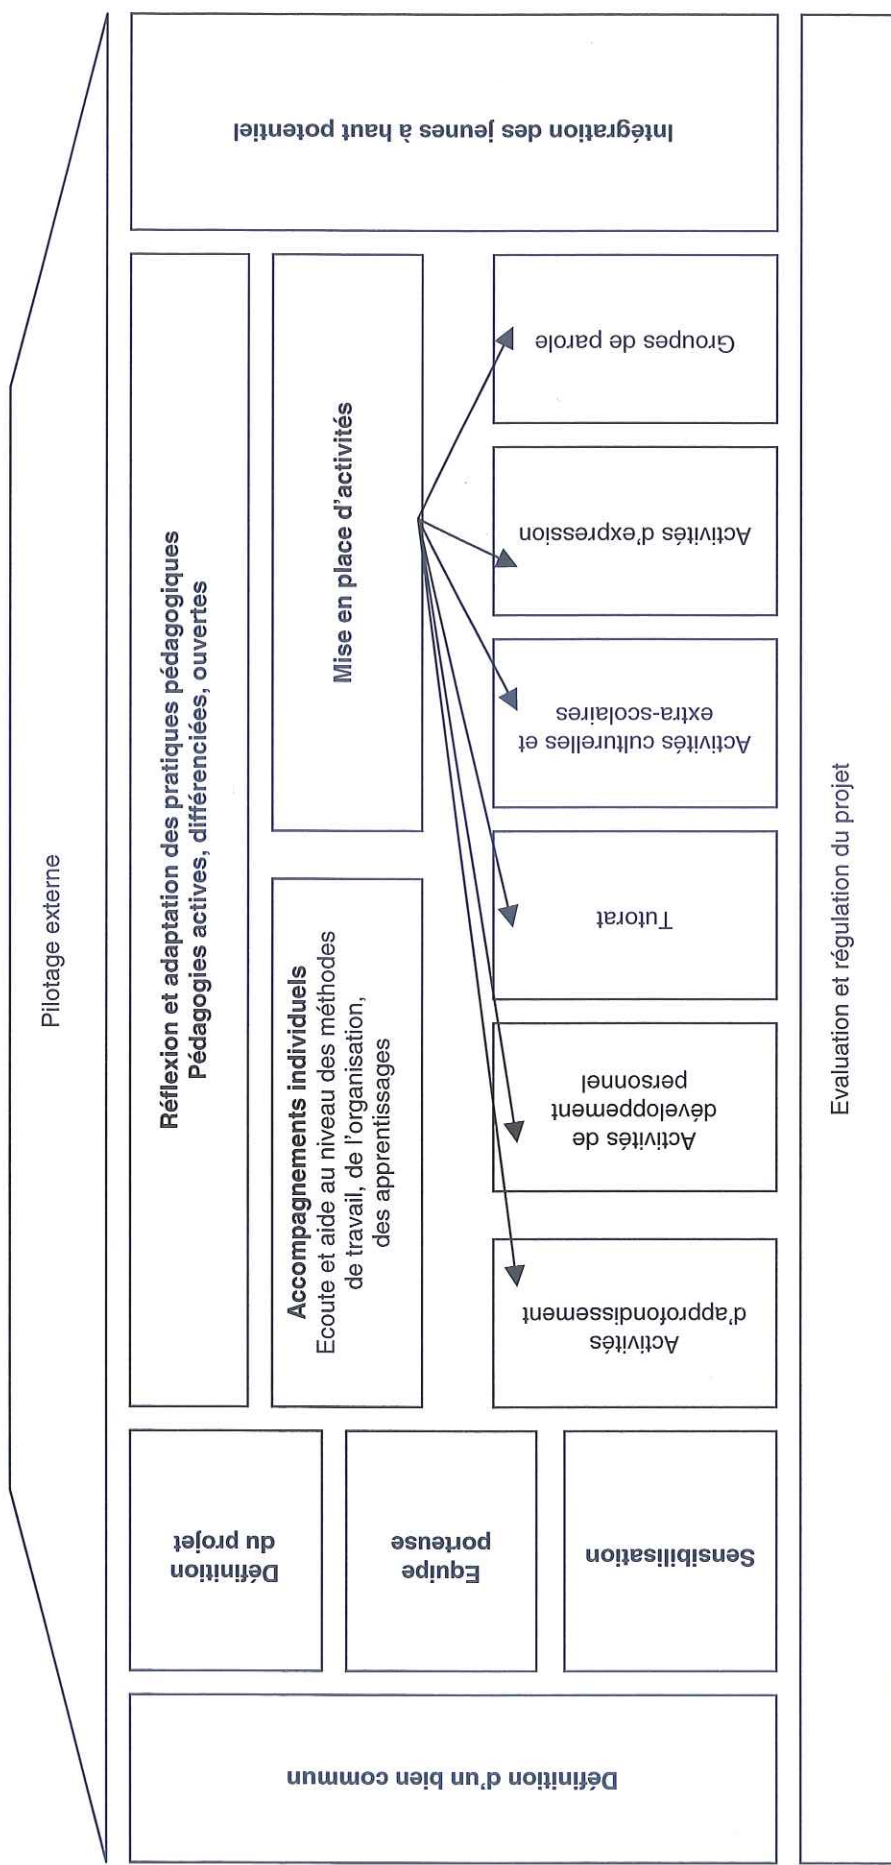 Pilotage externe
Définition d'un bien commun
Définition
du projet
Equipe
porteuse
Sensibilisation
Réflexion et adaptation des pratiques pédagogiques
Pédagogies actives, différenciées, ouvertes
Accompagnements individuels
Ecoute et aide au niveau des méthodes
de travail, de l'organisation,
des apprentissages
Mise en place d'activités
Activités
d'approfondissement
Activités de
développement
personnel
Tutorat
Activités culturelles et
extra-scolaires
Activités d'expression
Groupes de parole
Intégration des jeunes à haut potentiel
Evaluation et régulation du projet